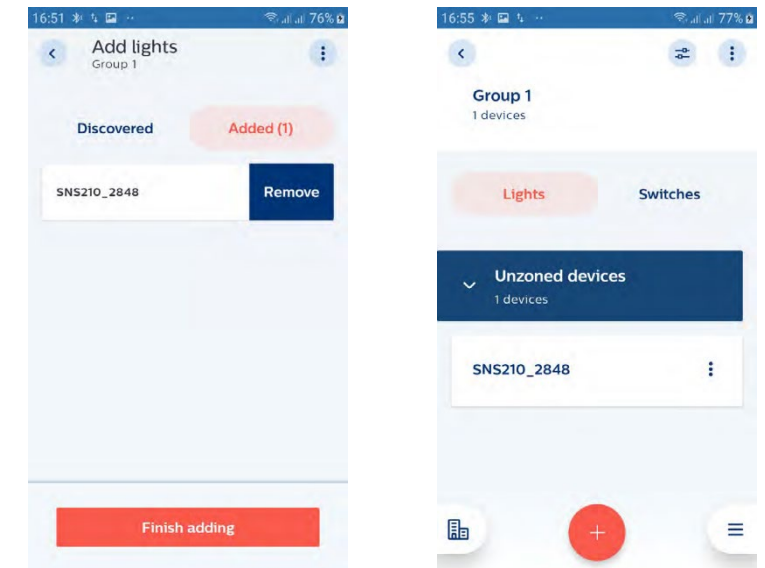 16:51
76%
Add lights
Group 1
Discovered
Added (1)
SNS210_2848
Remove
Finish adding
16:55
77%
Group 1
1 devices
Lights
Switches
Unzoned devices
1 devices
SNS210_2848
+